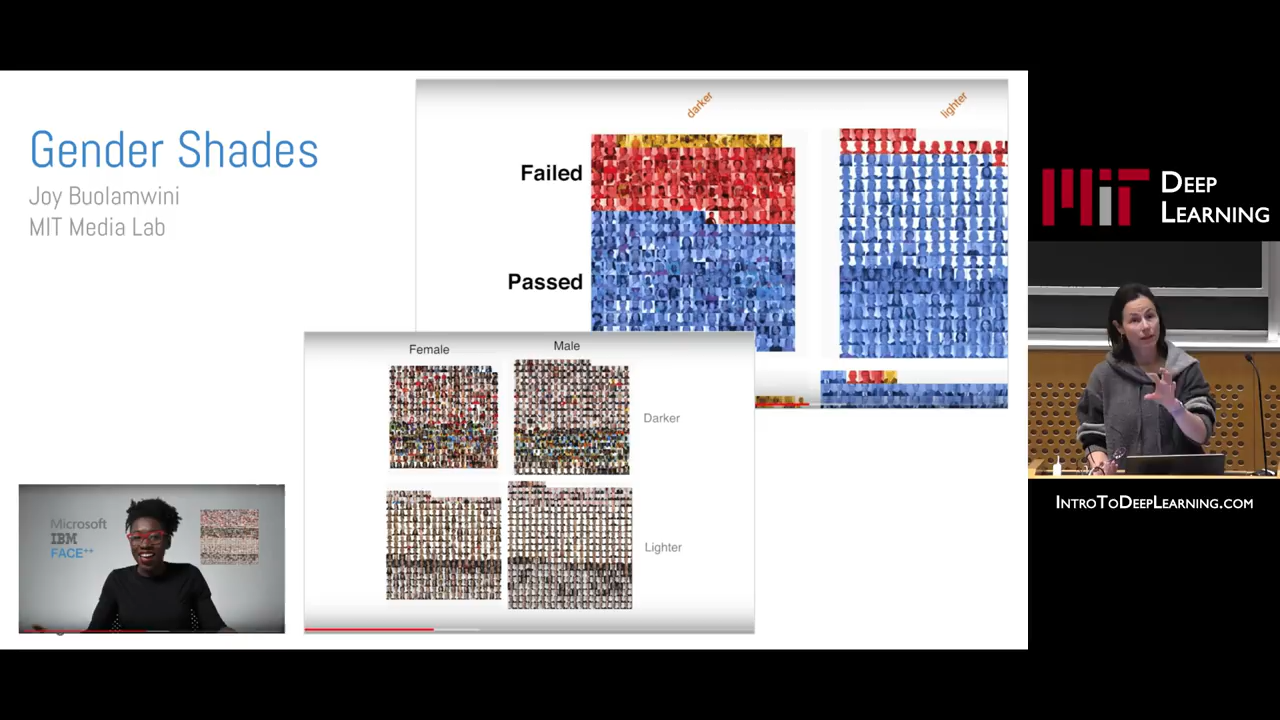 Gender Shades
Joy Buolamwini
MIT Media Lab
darker
lighter
Failed
Passed
Female
Male
Darker
Lighter
Microsoft
IBM
FACE++
MIT
DEEP
LEARNING
INTROTODEEPLEARNING.COM